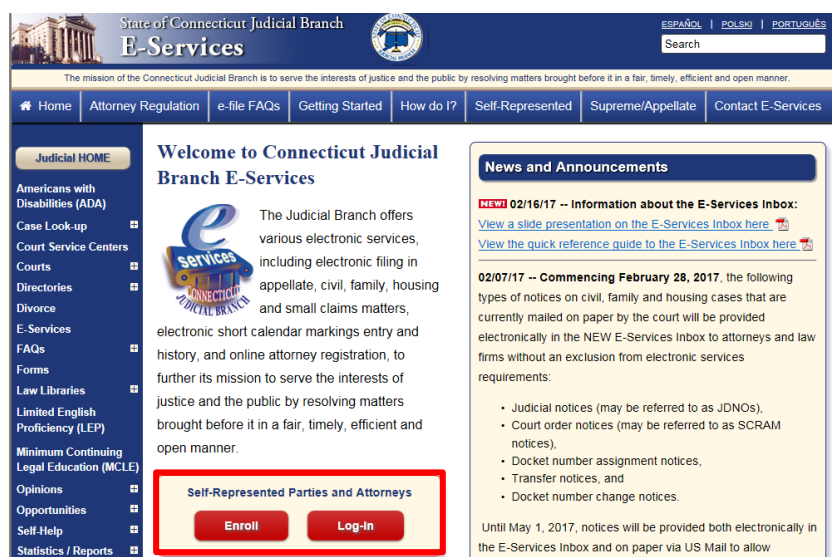 State of Connecticut Judicial Branch
E-Services
ESPAÑOL | POLSKI | PORTUGUÊS
Search
The mission of the Connecticut Judicial Branch is to serve the interests of justice and the public by resolving matters brought before it in a fair, timely, efficient and open manner.
Home Attorney Regulation e-file FAQs Getting Started How do I? Self-Represented Supreme/Appellate Contact E-Services
Judicial HOME
Americans with
Disabilities (ADA)
Case Look-up
Court Service Centers
Courts
Directories
Divorce
E-Services
FAQs
Forms
Law Libraries
Limited English
Proficiency (LEP)
Minimum Continuing
Legal Education (MCLE)
Opinions
Opportunities
Self-Help
Statistics / Reports
Welcome to Connecticut Judicial
Branch E-Services
e
services
CONNECTICUT
JUDICIAL BRANCH
The Judicial Branch offers
various electronic services,
including electronic filing in
appellate, civil, family, housing
and small claims matters,
electronic short calendar markings entry and
history, and online attorney registration, to
further its mission to serve the interests of
justice and the public by resolving matters
brought before it in a fair, timely, efficient and
open manner.
Self-Represented Parties and Attorneys
Enroll Log-In
News and Announcements
NEW! 02/16/17 -- Information about the E-Services Inbox:
View a slide presentation on the E-Services Inbox here
View the quick reference guide to the E-Services Inbox here
02/07/17 -- Commencing February 28, 2017, the following
types of notices on civil, family and housing cases that are
currently mailed on paper by the court will be provided
electronically in the NEW E-Services Inbox to attorneys and law
firms without an exclusion from electronic services
requirements:
• Judicial notices (may be referred to as JDNOs),
• Court order notices (may be referred to as SCRAM
notices),
• Docket number assignment notices,
• Transfer notices, and
• Docket number change notices.
Until May 1, 2017, notices will be provided both electronically in
the E-Services Inbox and on paper via US Mail to allow